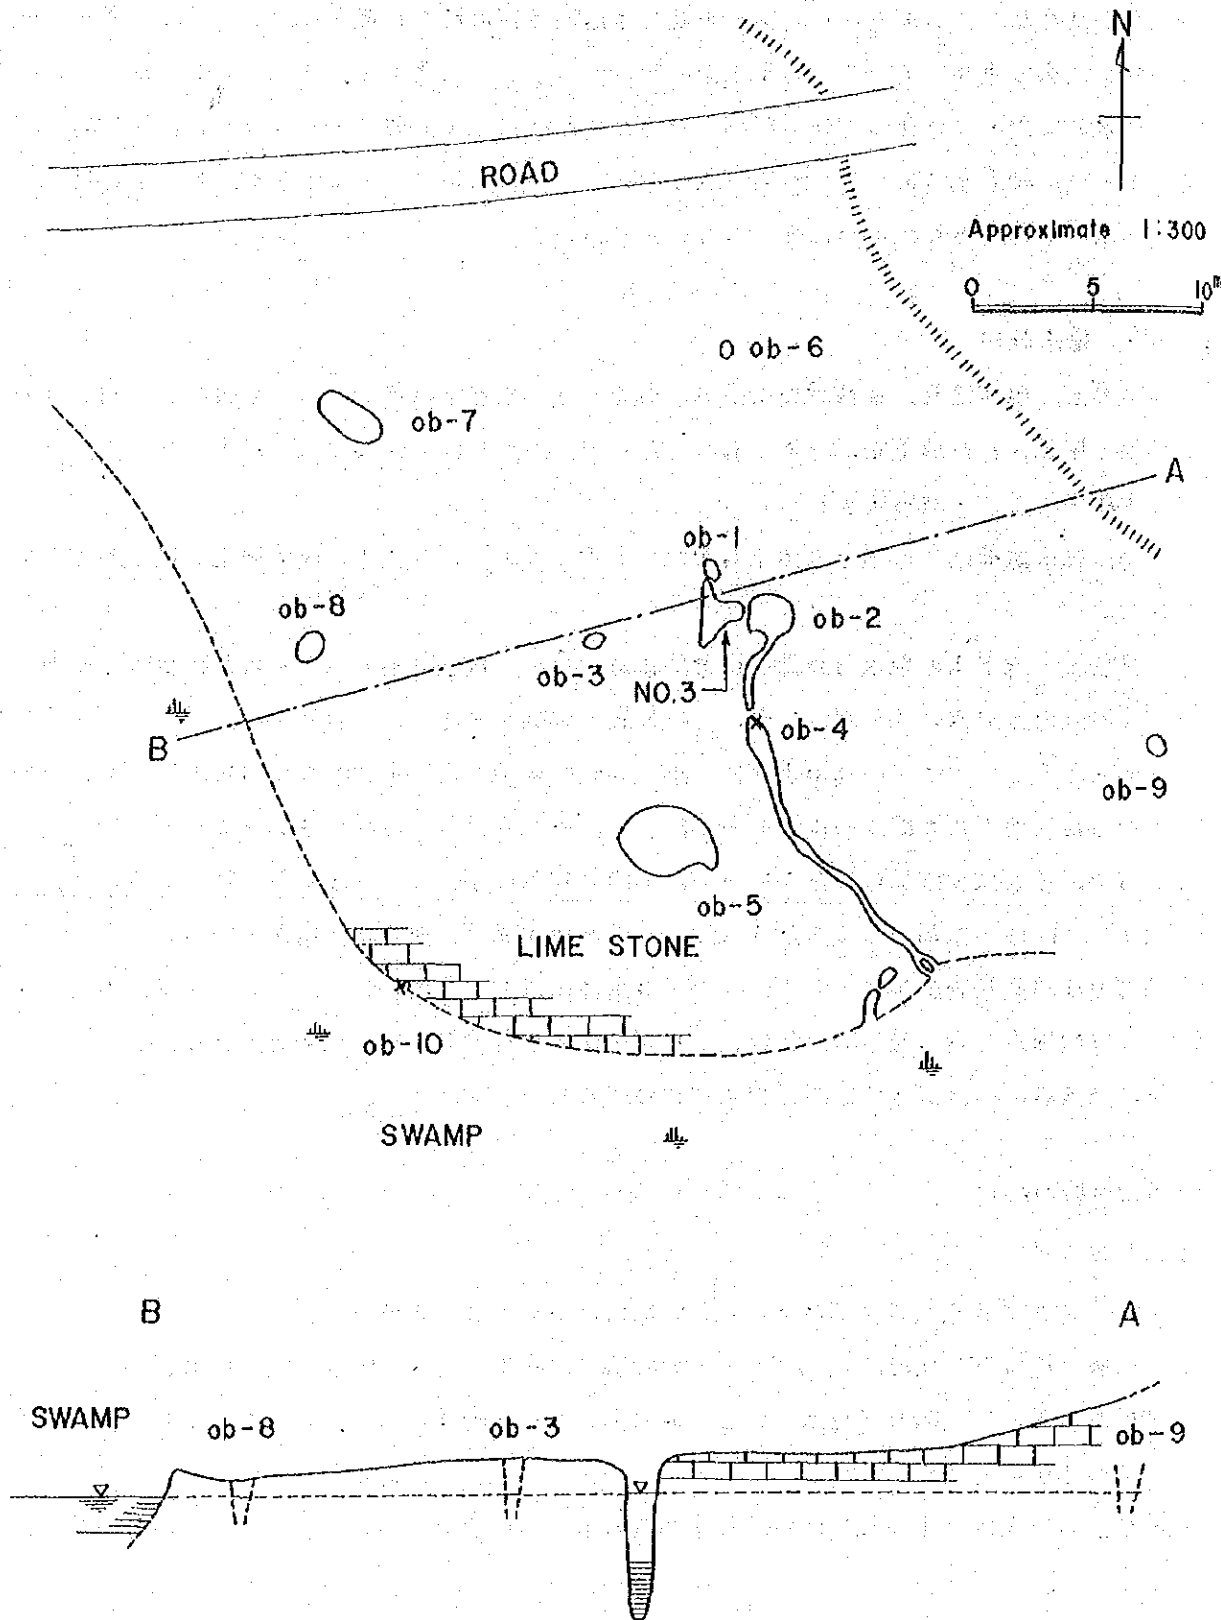 N
ROAD
Approximate 1:300
0 5 10m
ob-6
ob-7
A
ob-1
ob-8
ob-2
ob-3
NO.3
ob-4
B
ob-9
ob-5
LIME STONE
ob-10
SWAMP
B
A
SWAMP
ob-8
ob-3
ob-9